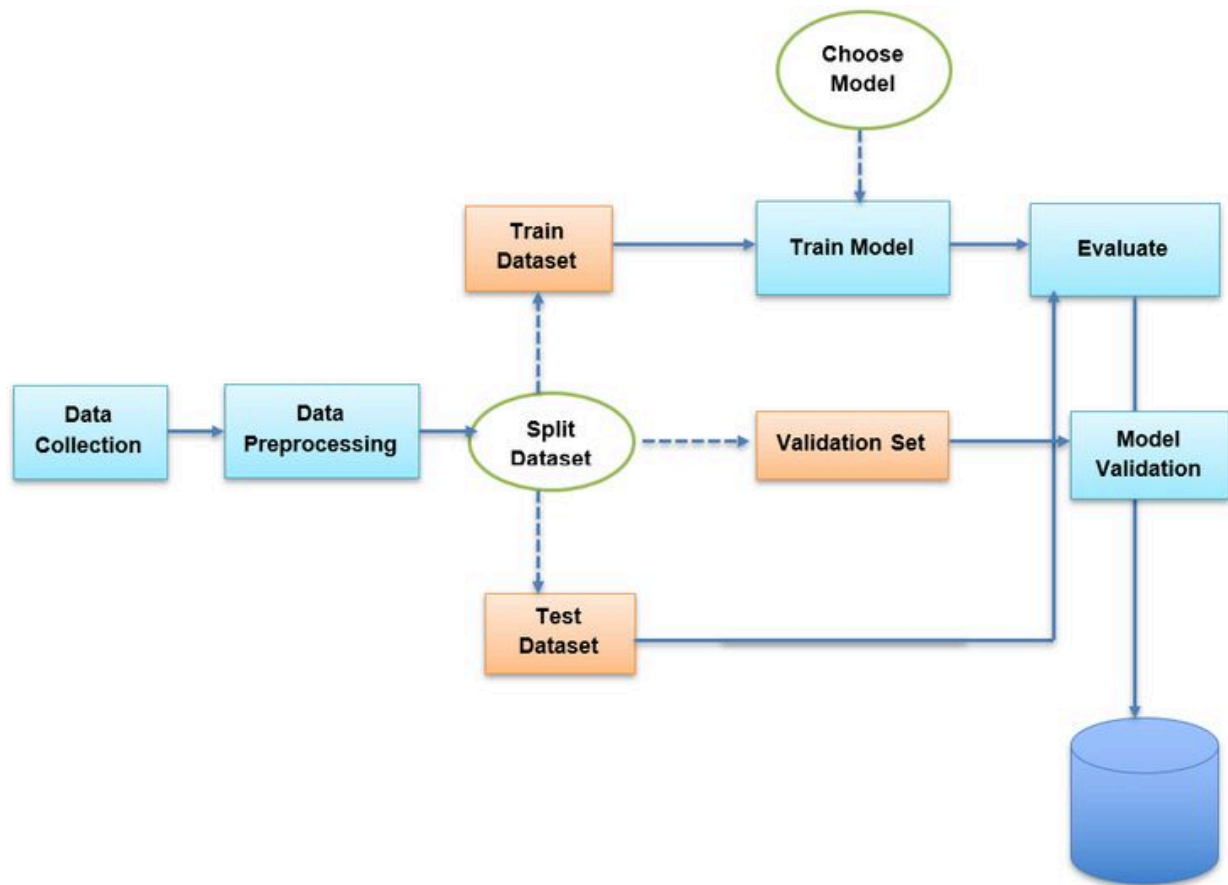 Choose
Model
Train
Dataset
Train Model
Evaluate
Data
Collection
Data
Preprocessing
Split
Dataset
Validation Set
Model
Validation
Test
Dataset